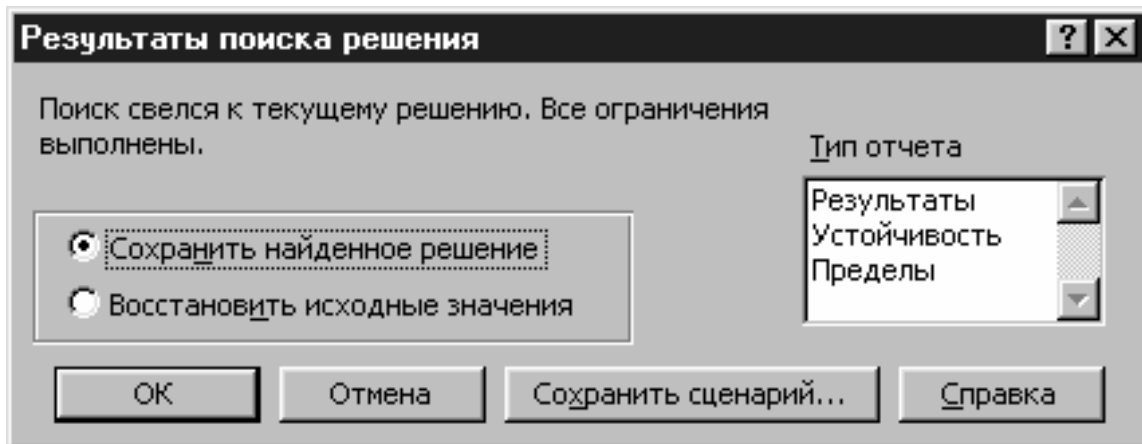 Результаты поиска решения
Поиск свелся к текущему решению. Все ограничения
выполнены.
Тип отчета
Результаты
Устойчивость
Пределы
Сохранить найденное решение
Восстановить исходные значения
ОК
Отмена
Сохранить сценарий...
Справка